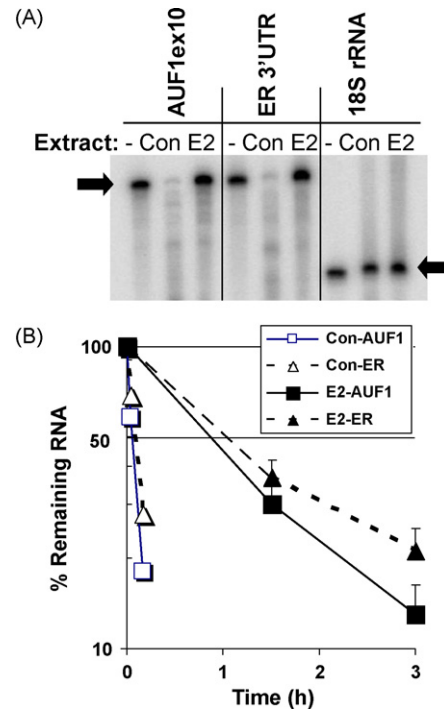 (A)
AUF1ex10
ER 3'UTR
18S rRNA
Extract: - Con E2 - Con E2 - Con E2
(B)
100
50
10
% Remaining RNA
Con-AUF1
Con-ER
E2-AUF1
E2-ER
0 1 2 3
Time (h)